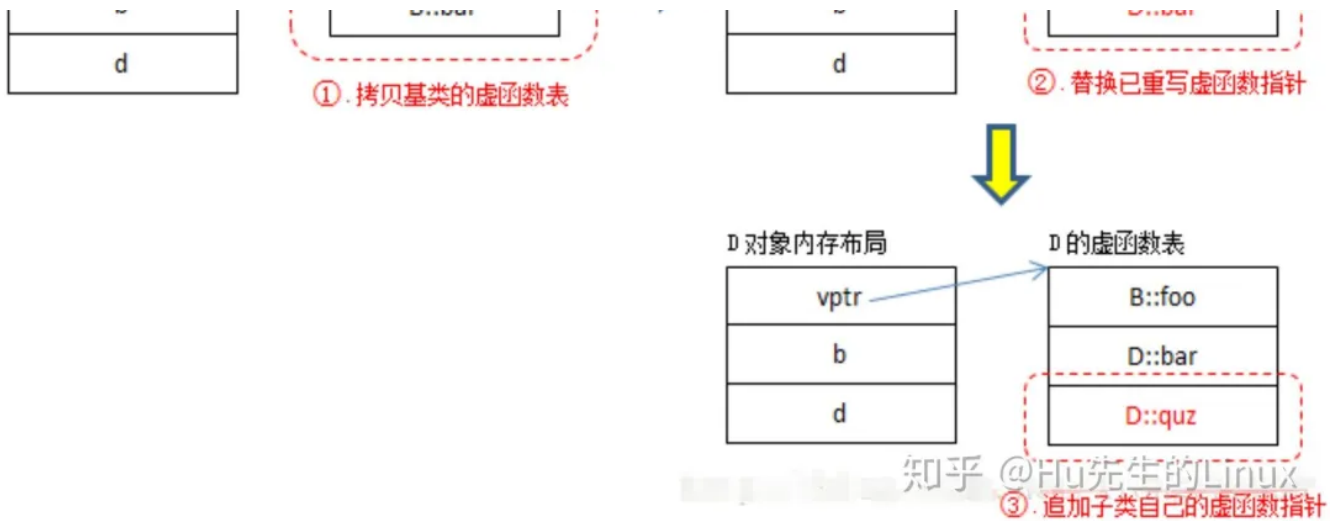 d
①.拷贝基类的虚函数表
d
②.替换已重写虚函数指针
D 对象内存布局
vptr
b
d
D 的虚函数表
B::foo
D::bar
D::quz
知乎 @Hu先生的Linux
③.追加子类自己的虚函数指针